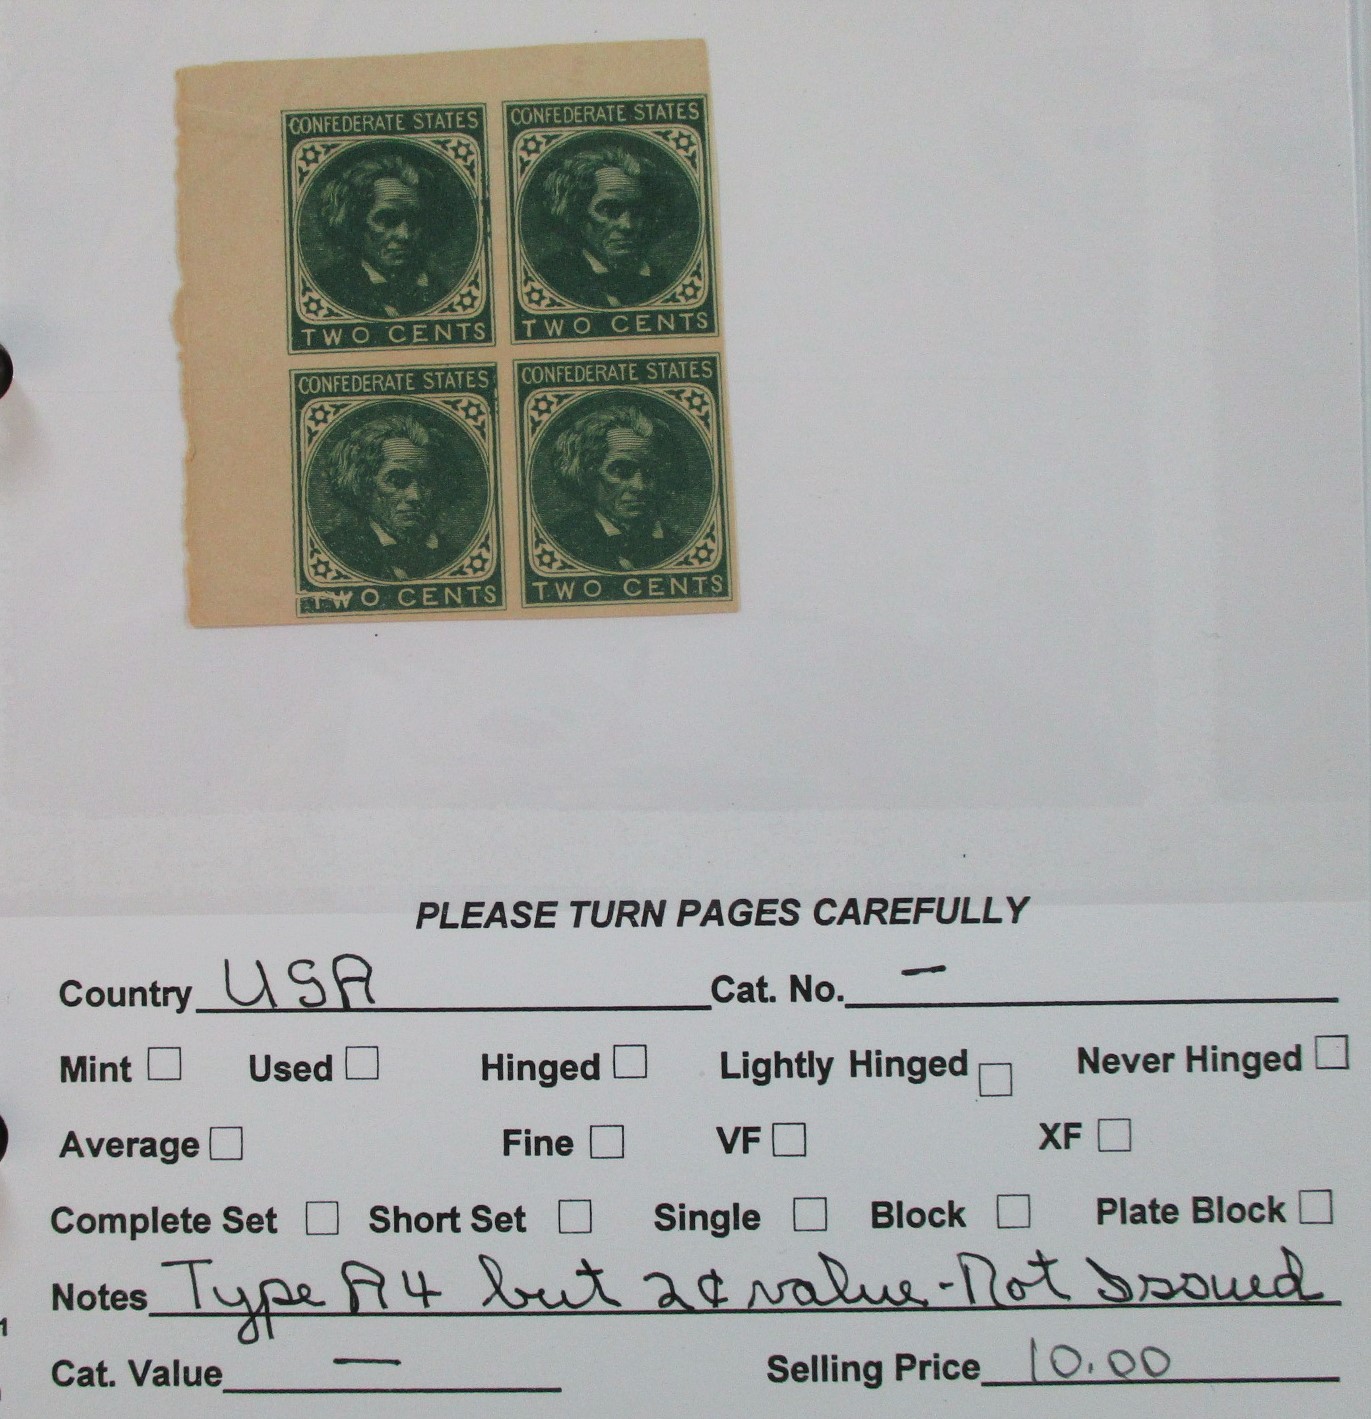 CONFEDERATE STATES CONFEDERATE STATES
TWO CENTS TWO CENTS
CONFEDERATE STATES CONFEDERATE STATES
TWO CENTS TWO CENTS
PLEASE TURN PAGES CAREFULLY
Country USA Cat. No. —
Mint Used Hinged Lightly Hinged Never Hinged
Average Fine VF XF
Complete Set Short Set Single Block Plate Block
Notes Type A4 but 2¢ value - Not Issued
1
Cat. Value — Selling Price 10.00